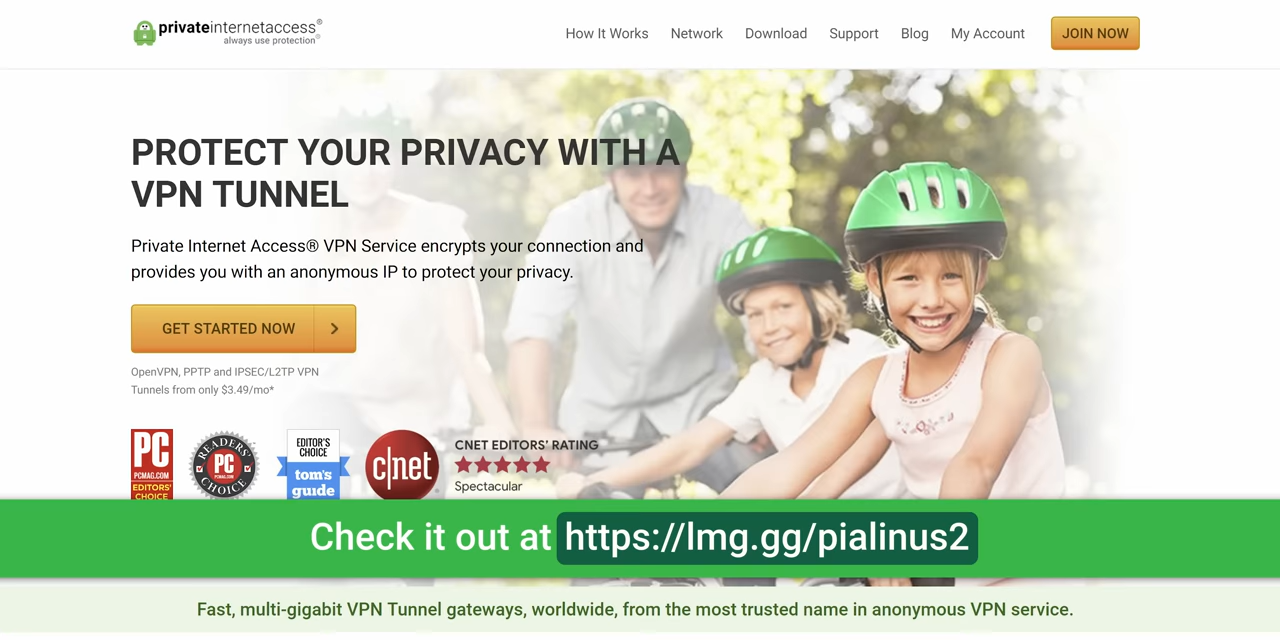 privateinternetaccess®
always use protection®
How It Works Network Download Support Blog My Account JOIN NOW
PROTECT YOUR PRIVACY WITH A
VPN TUNNEL
Private Internet Access® VPN Service encrypts your connection and
provides you with an anonymous IP to protect your privacy.
GET STARTED NOW
OpenVPN, PPTP and IPSEC/L2TP VPN
Tunnels from only $3.49/mo*
PC
PCMAG.COM
EDITORS'
CHOICE
READERS'
PC
PCMAG.COM
CHOICE
EDITOR'S
CHOICE
tom's
guide
c|net
CNET EDITORS' RATING
Spectacular
Check it out at https://lmg.gg/pialinus2
Fast, multi-gigabit VPN Tunnel gateways, worldwide, from the most trusted name in anonymous VPN service.